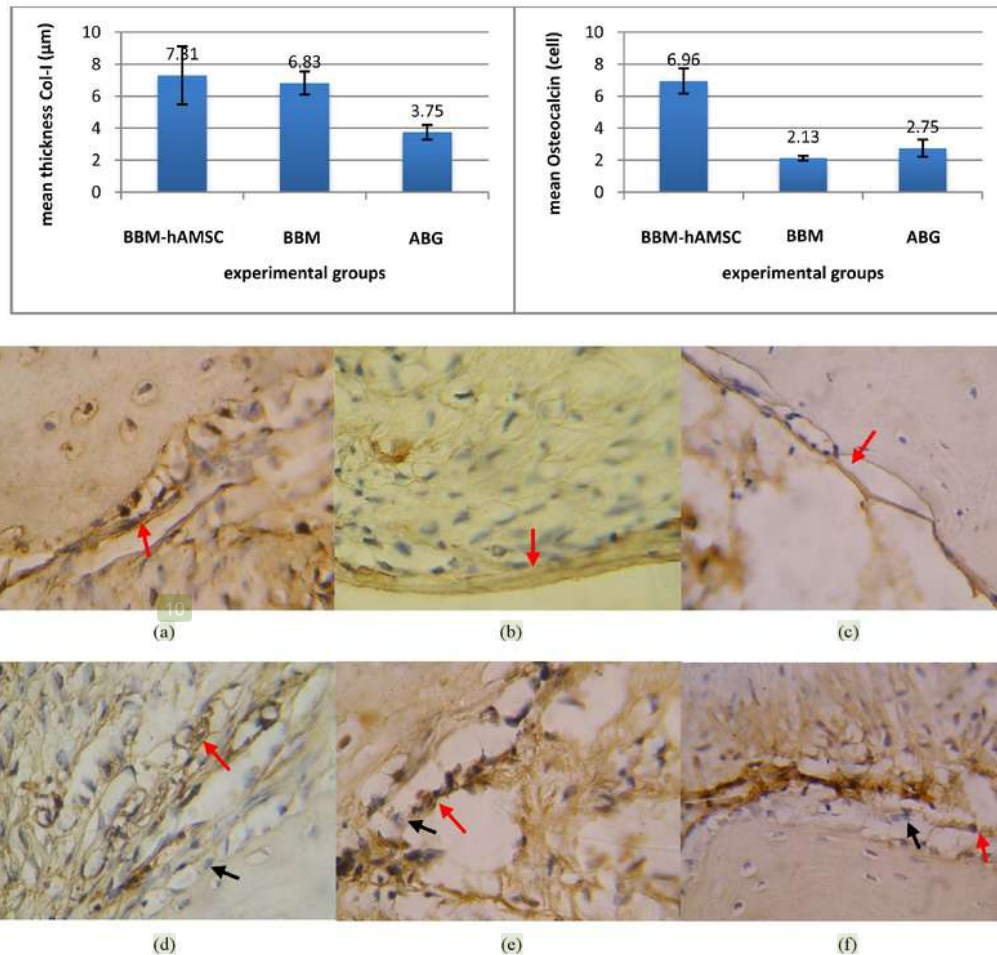 mean thickness Col-I (µm)
10
8
6
4
2
0
7.31
6.83
3.75
BBM-hAMSC BBM ABG
experimental groups
mean Osteocalcin (cell)
10
8
6
4
2
0
6.96
2.13
2.75
BBM-hAMSC BBM ABG
experimental groups
10
(a) (b) (c)
(d) (e) (f)